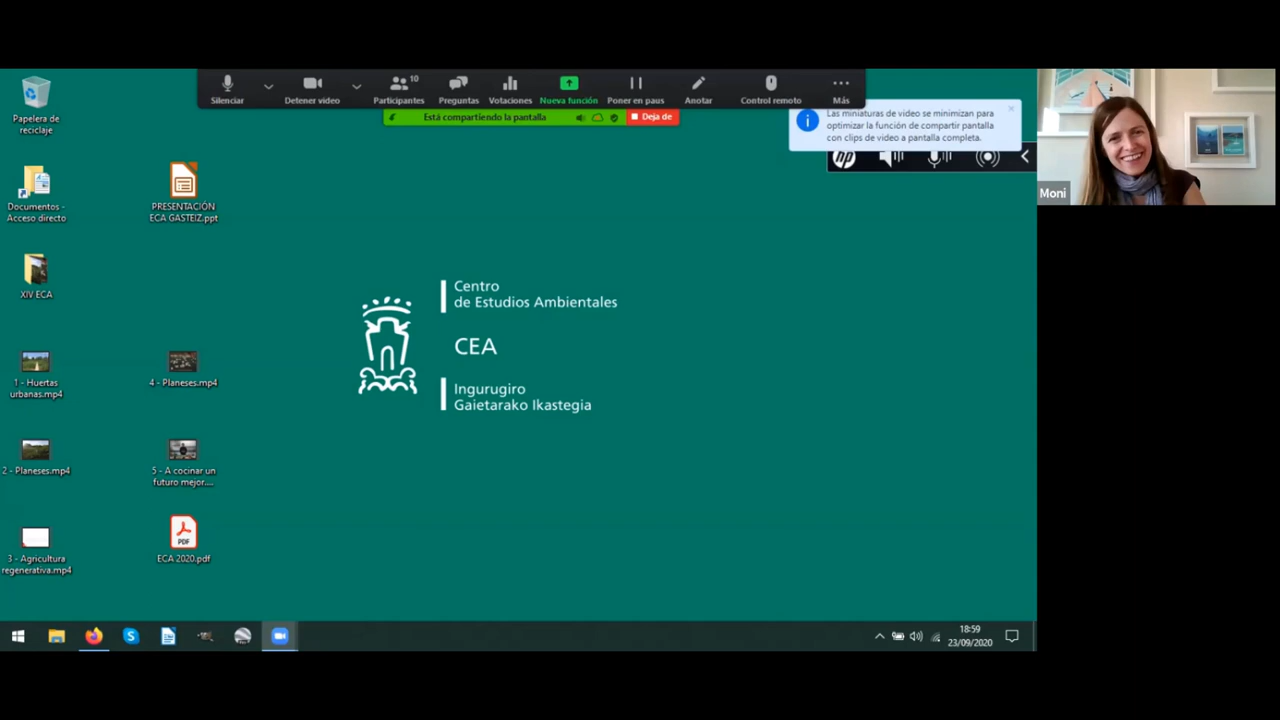 Papelera de
reciclaje
Documentos -
Acceso directo
XIV ECA
1 - Huertas
urbanas.mp4
2 - Planeses.mp4
3 - Agricultura
regenerativa.mp4
PRESENTACIÓN
ECA GASTEIZ.ppt
4 - Planeses.mp4
5 - A cocinar un
futuro mejor....
PDF
ECA 2020.pdf
Silenciar
Detener video
10
Participantes
Preguntas
Votaciones
Nueva función
Poner en paus
Anotar
Control remoto
Más
Está compartiendo la pantalla
Deja de
Las miniaturas de video se minimizan para
optimizar la función de compartir pantalla
con clips de video a pantalla completa.
hp
Centro
de Estudios Ambientales
CEA
Ingurugiro
Gaietarako Ikastegia
Moni
18:59
23/09/2020